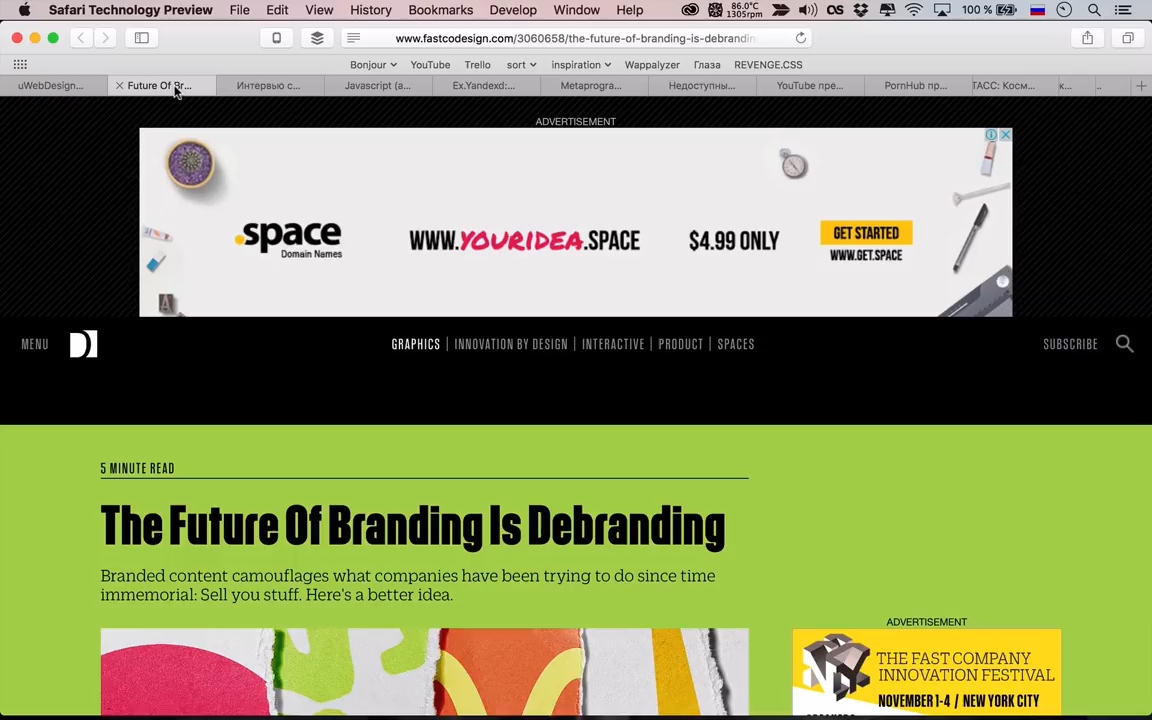 Safari Technology Preview File Edit View History Bookmarks Develop Window Help 86.0°C 1305rpm 100 %
www.fastcodesign.com/3060658/the-future-of-branding-is-debrandin
Bonjour YouTube Trello sort inspiration Wappalyzer Глаза REVENGE.CSS
uWebDesign... Future Of Br... Интервью с... Javascript (a... Ex.Yandexd:... Metaprogra... Недоступны... YouTube пре... PornHub пр... ТАСС: Косм... к... ..
ADVERTISEMENT
.space
Domain Names
WWW.YOURIDEA.SPACE
$4.99 ONLY
GET STARTED
WWW.GET.SPACE
A
MENU D GRAPHICS | INNOVATION BY DESIGN | INTERACTIVE | PRODUCT | SPACES SUBSCRIBE
5 MINUTE READ
The Future Of Branding Is Debranding
Branded content camouflages what companies have been trying to do since time
immemorial: Sell you stuff. Here's a better idea.
ADVERTISEMENT
NY
THE FAST COMPANY
INNOVATION FESTIVAL
NOVEMBER 1-4 / NEW YORK CITY